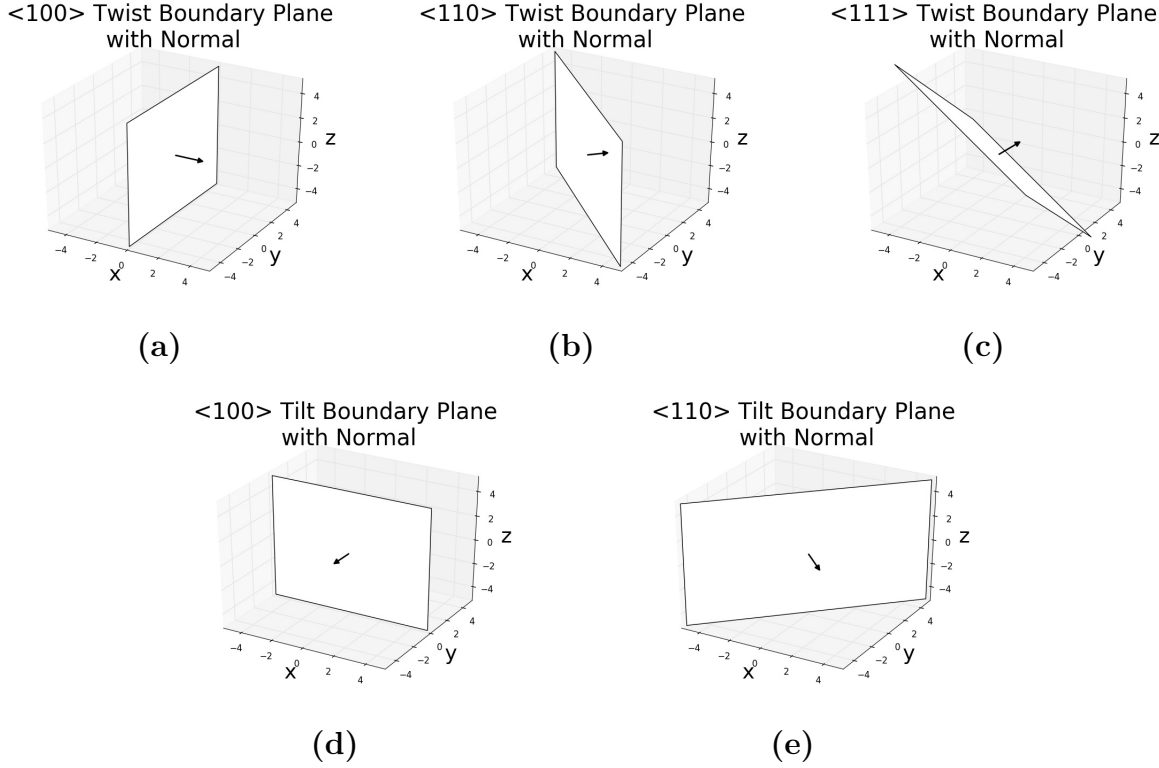 <100> Twist Boundary Plane
with Normal
<110> Twist Boundary Plane
with Normal
<111> Twist Boundary Plane
with Normal
4
2
0
−2
−4
z
−4
−2
0
2
4
x
−4
−2
0
2
4
y
4
2
0
−2
−4
z
−4
−2
0
2
4
x
−4
−2
0
2
4
y
4
2
0
−2
−4
z
−4
−2
0
2
4
x
−4
−2
0
2
4
y
(a)
(b)
(c)
<100> Tilt Boundary Plane
with Normal
<110> Tilt Boundary Plane
with Normal
4
2
0
−2
−4
z
−4
−2
0
2
4
x
−4
−2
0
2
4
y
4
2
0
−2
−4
z
−4
−2
0
2
4
x
−4
−2
0
2
4
y
(d)
(e)